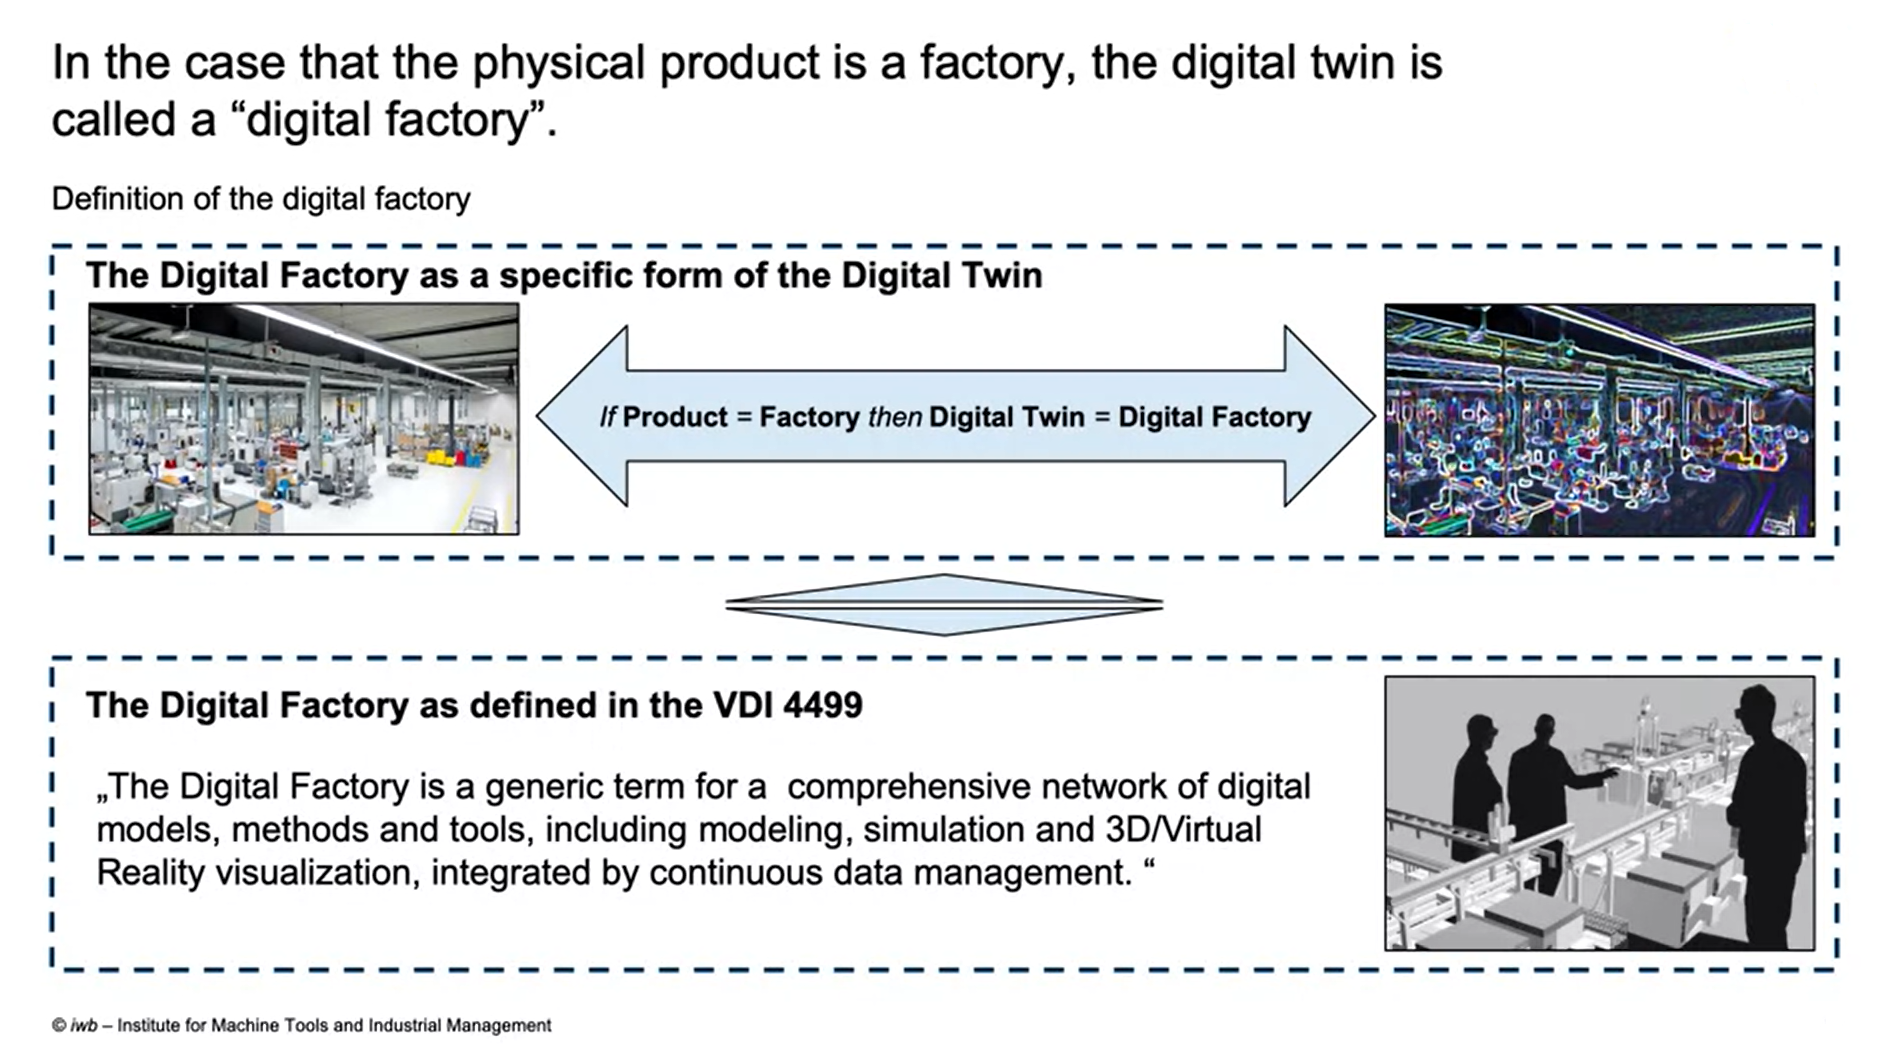 In the case that the physical product is a factory, the digital twin is
called a “digital factory”.
Definition of the digital factory
The Digital Factory as a specific form of the Digital Twin
If Product = Factory then Digital Twin = Digital Factory
The Digital Factory as defined in the VDI 4499
„The Digital Factory is a generic term for a  comprehensive network of digital
models, methods and tools, including modeling, simulation and 3D/Virtual
Reality visualization, integrated by continuous data management. “
© iwb – Institute for Machine Tools and Industrial Management